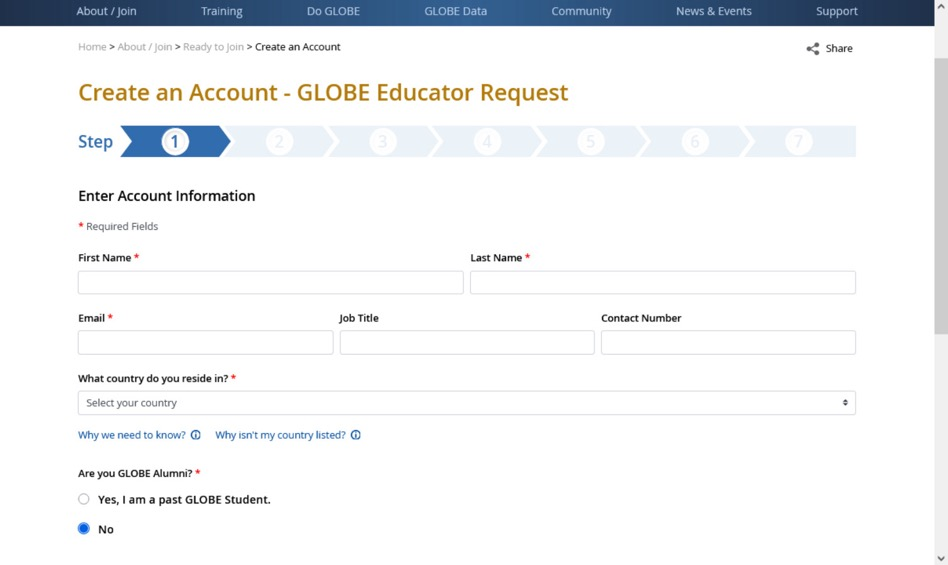 About / Join Training Do GLOBE GLOBE Data Community News & Events Support
Home > About / Join > Ready to Join > Create an Account Share
Create an Account - GLOBE Educator Request
Step 1 2 3 4 5 6 7
Enter Account Information
* Required Fields
First Name * Last Name *
Email * Job Title Contact Number
What country do you reside in? *
Select your country
Why we need to know? Why isn't my country listed?
Are you GLOBE Alumni? *
Yes, I am a past GLOBE Student.
No